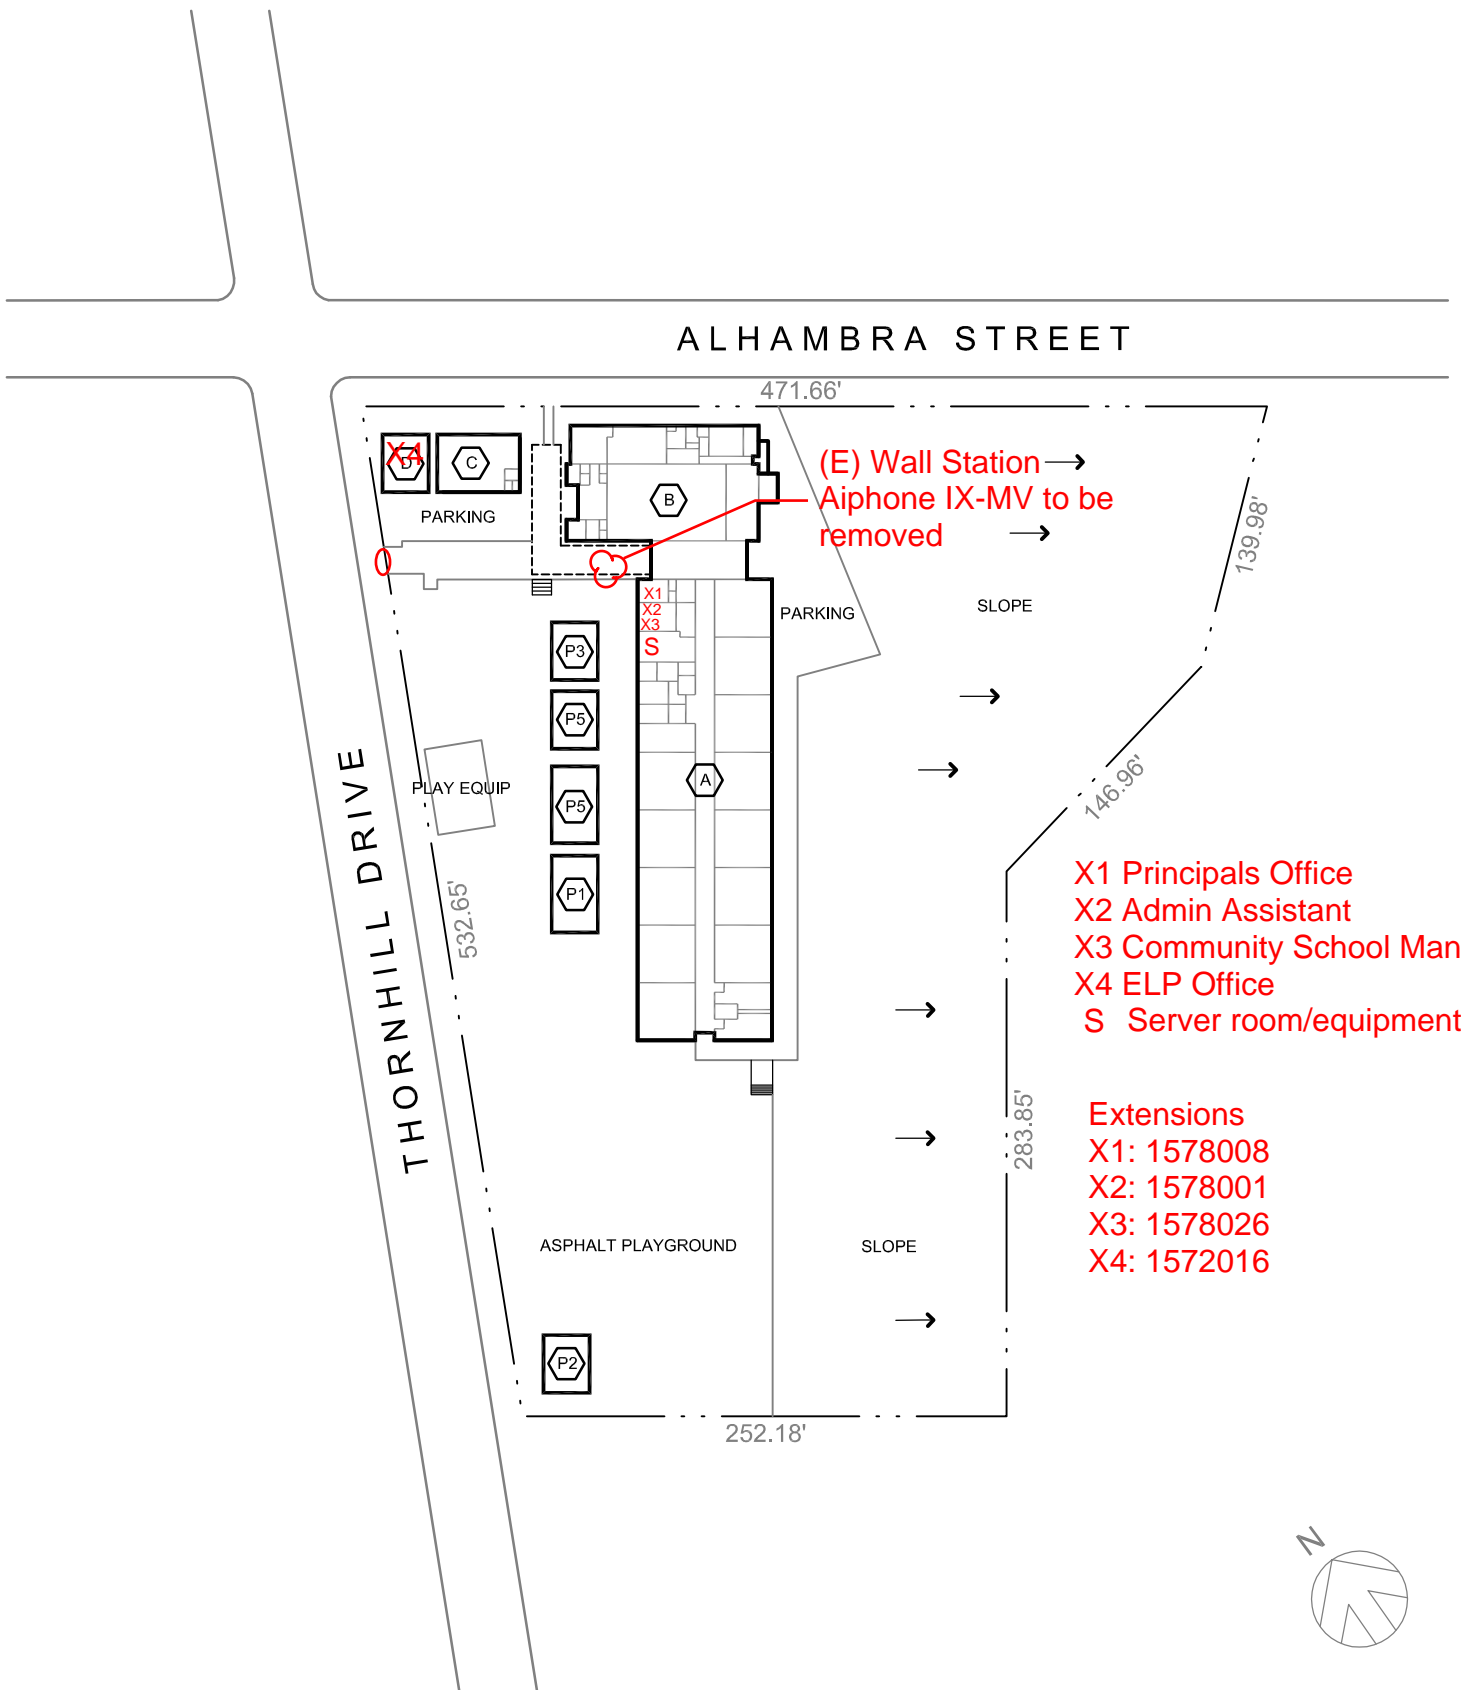 ALHAMBRA STREET
471.66'
X4
D
C
B
(E) Wall Station
Aiphone IX-MV to be
removed
PARKING
139.98'
X1
X2
X3
S
PARKING
SLOPE
P3
P5
THORNHILL DRIVE
PLAY EQUIP
A
P5
146.96'
P1
532.65'
X1 Principals Office
X2 Admin Assistant
X3 Community School Man
X4 ELP Office
S Server room/equipment
283.85'
Extensions
X1: 1578008
X2: 1578001
X3: 1578026
X4: 1572016
ASPHALT PLAYGROUND
SLOPE
P2
252.18'
N